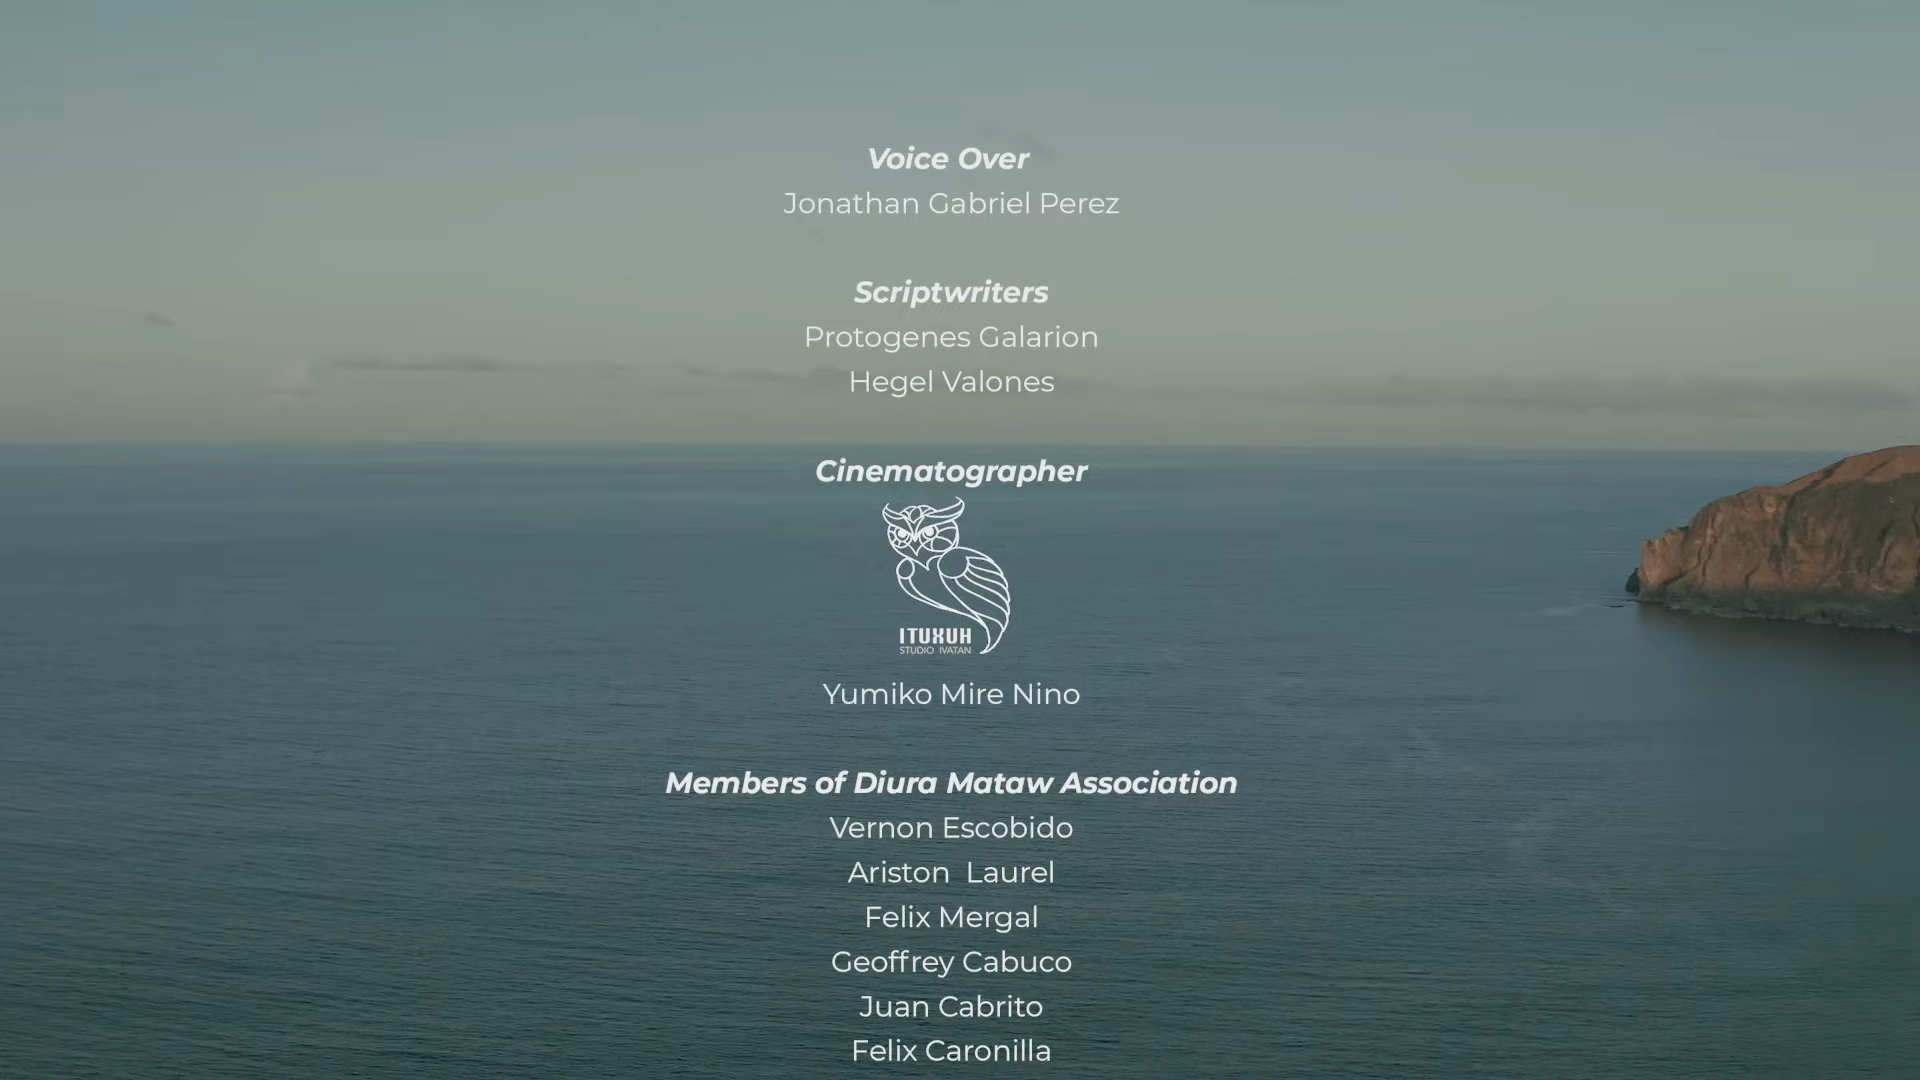 Voice Over
Jonathan Gabriel Perez
Scriptwriters
Protogenes Galarion
Hegel Valones
Cinematographer
ITUKUH
STUDIO IVATAN
Yumiko Mire Nino
Members of Diura Mataw Association
Vernon Escobido
Ariston Laurel
Felix Mergal
Geoffrey Cabuco
Juan Cabrito
Felix Caronilla